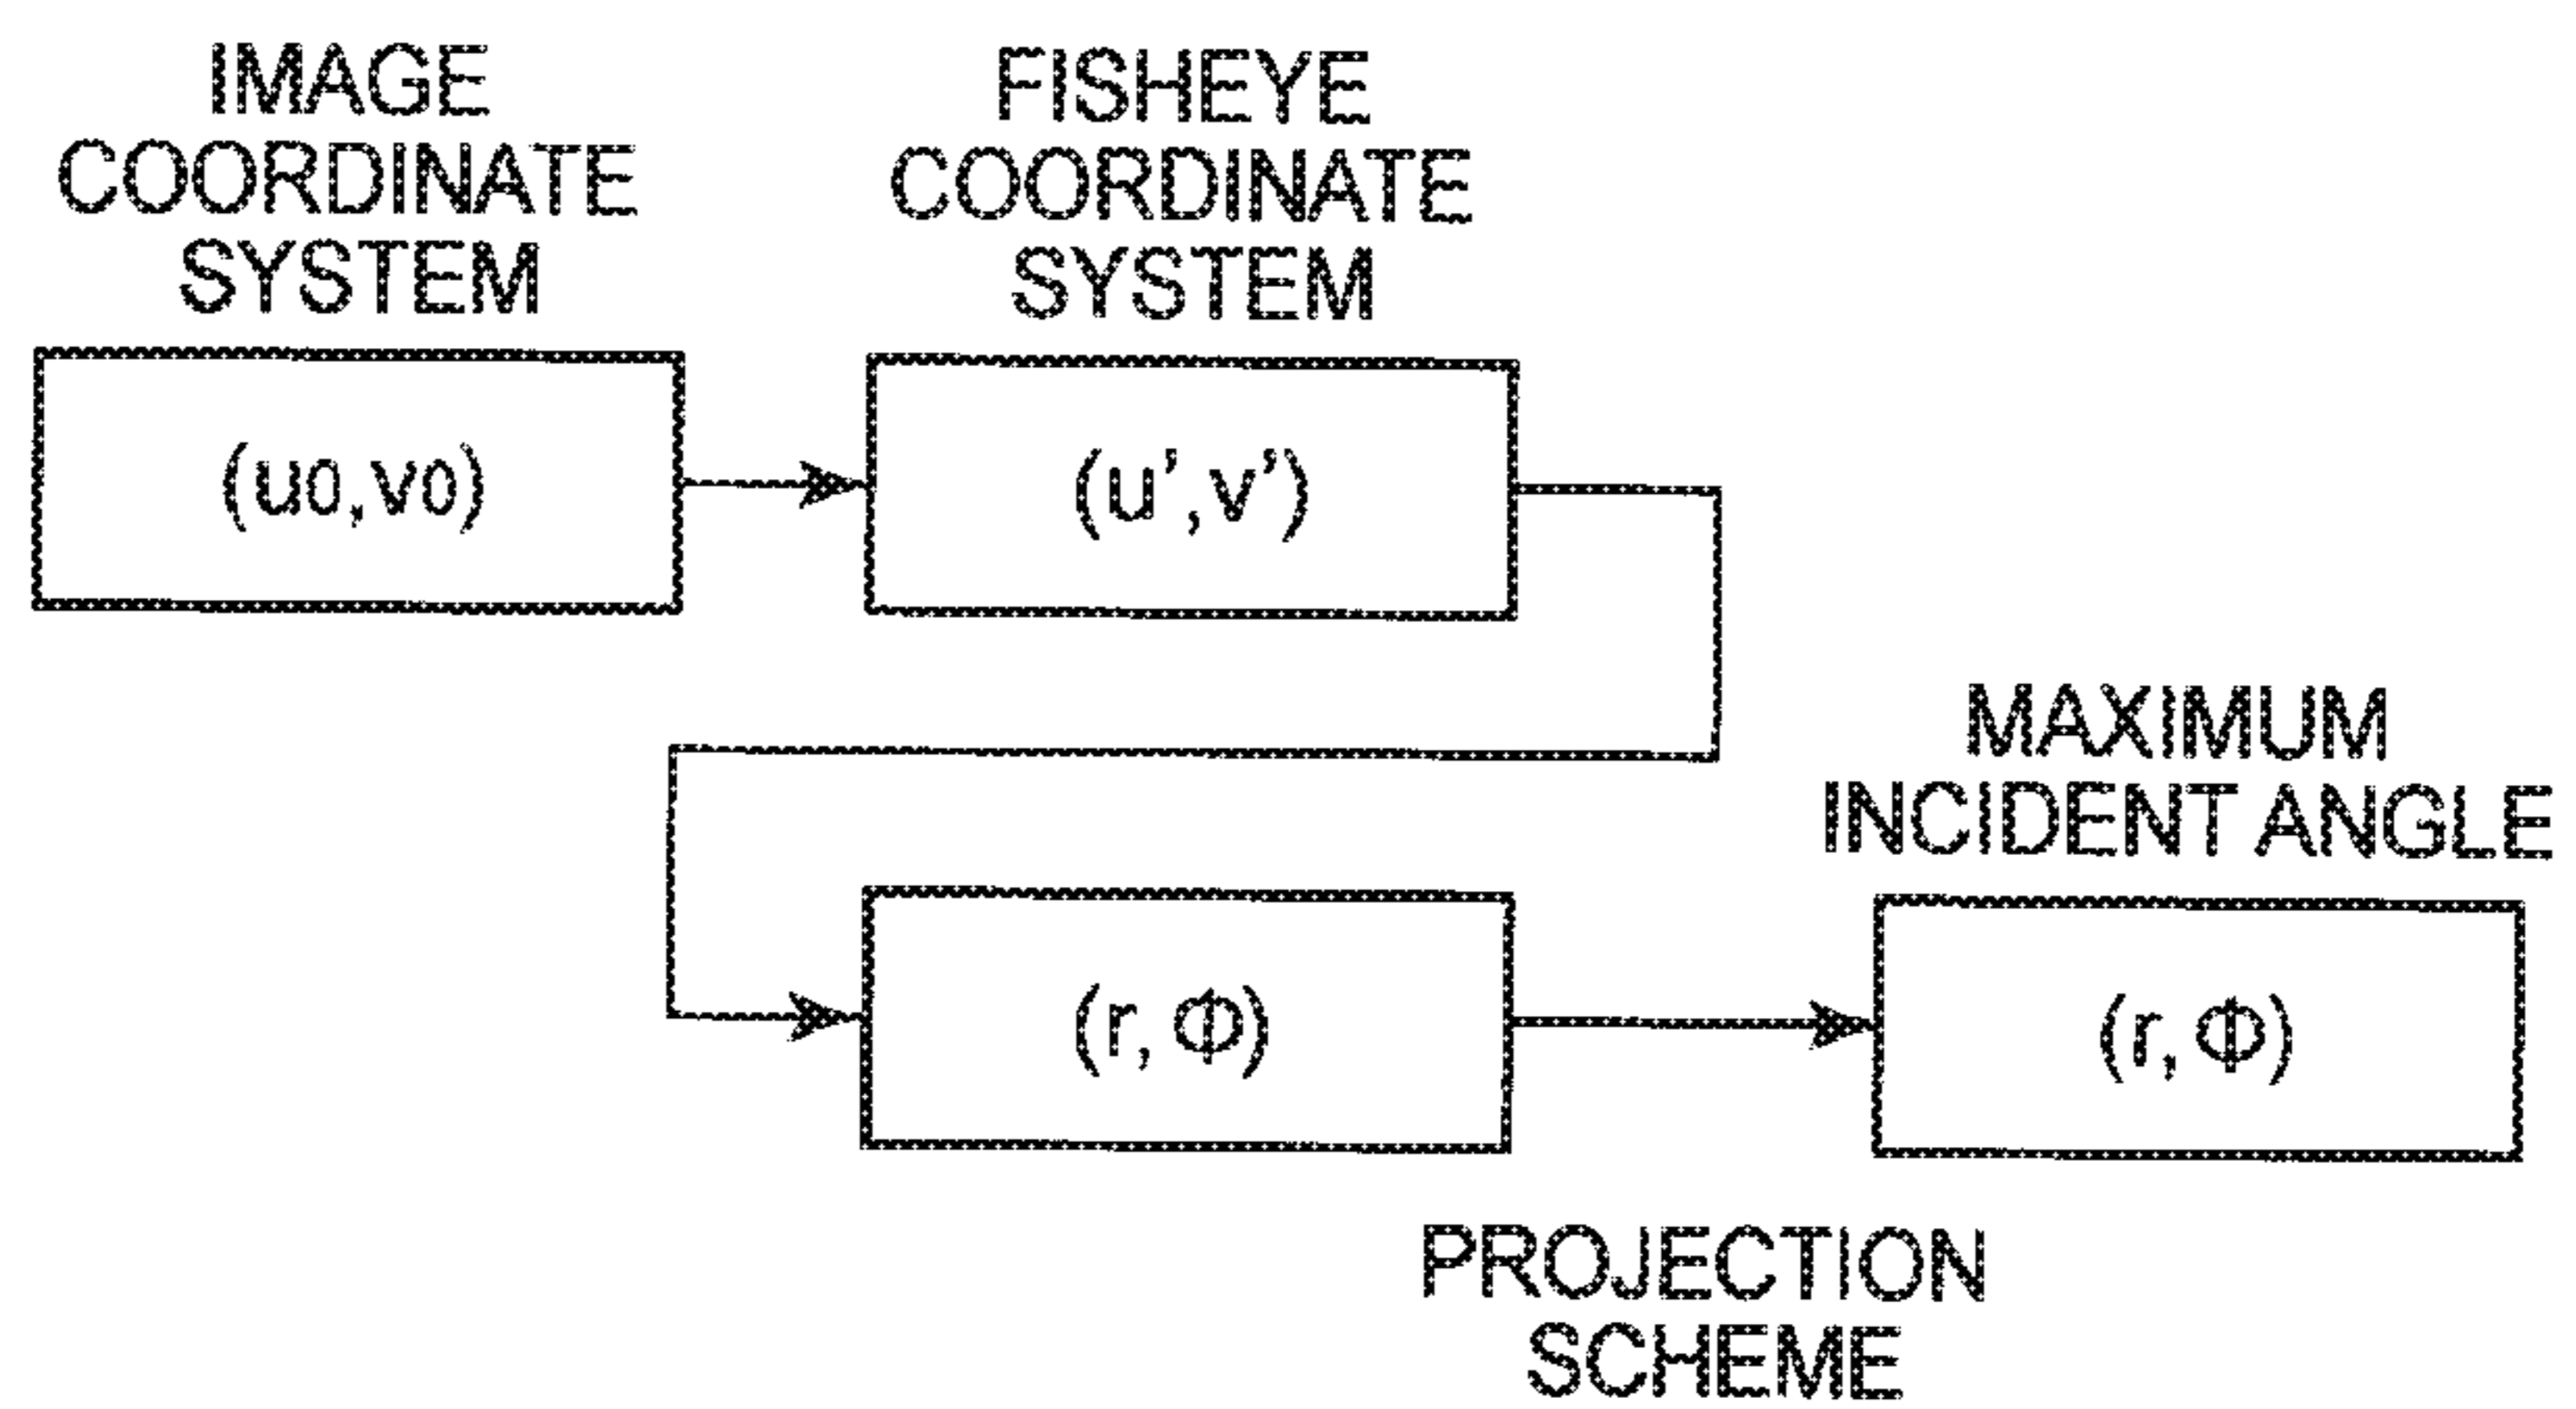 IMAGE
COORDINATE
SYSTEM
FISHEYE
COORDINATE
SYSTEM
(u0,v0)
(u',v')
MAXIMUM
INCIDENT ANGLE
(r, Φ)
(r, Φ)
PROJECTION
SCHEME